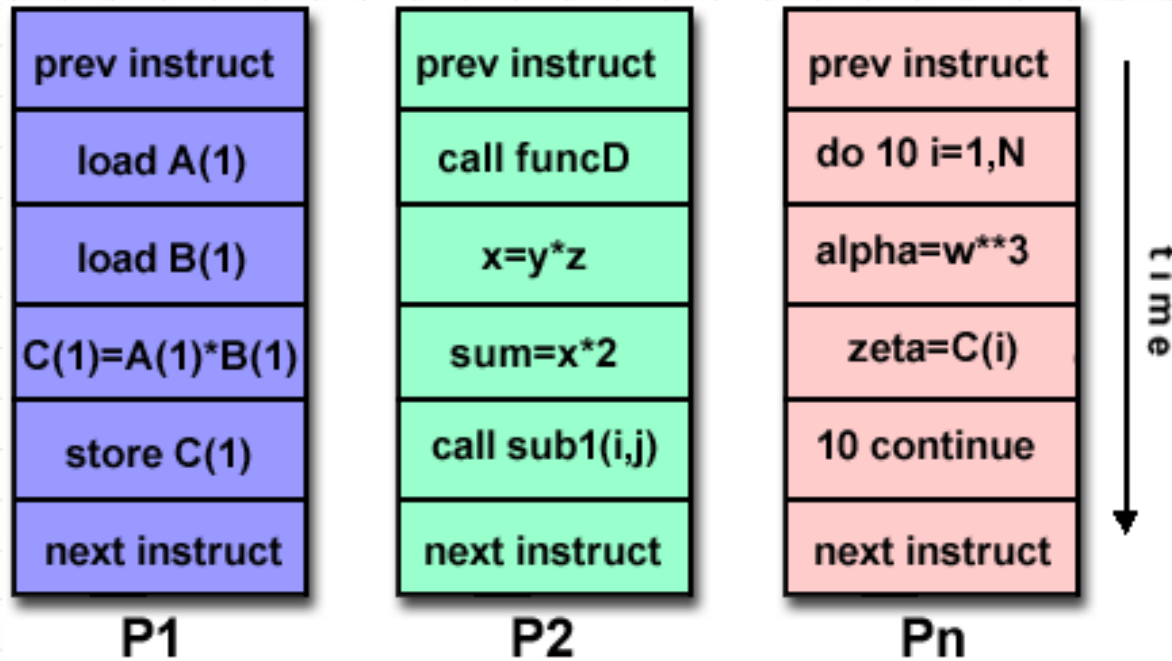 prev instruct
load A(1)
load B(1)
C(1)=A(1)*B(1)
store C(1)
next instruct
P1
prev instruct
call funcD
x=y*z
sum=x*2
call sub1(i,j)
next instruct
P2
prev instruct
do 10 i=1,N
alpha=w**3
zeta=C(i)
10 continue
next instruct
Pn
time